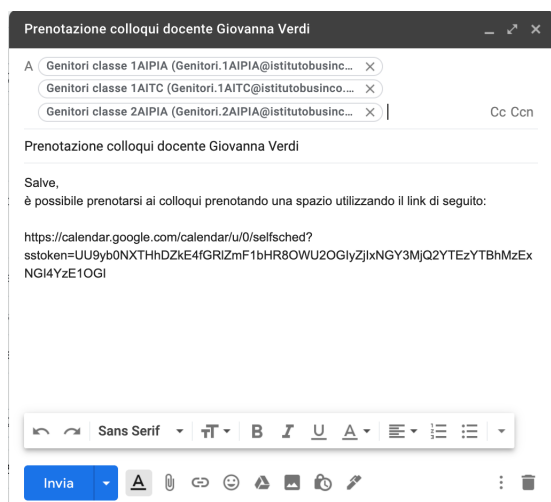 Prenotazione colloqui docente Giovanna Verdi
A Genitori classe 1AIPIA (Genitori.1AIPIA@istitutobusinc...
Genitori classe 1AITC (Genitori.1AITC@istitutobusinco....
Genitori classe 2AIPIA (Genitori.2AIPIA@istitutobusinc... Cc Ccn
Prenotazione colloqui docente Giovanna Verdi
Salve,
è possibile prenotarsi ai colloqui prenotando una spazio utilizzando il link di seguito:
https://calendar.google.com/calendar/u/0/selfsched?
sstoken=UU9yb0NXTHhDZkE4fGRlZmF1bHR8OWU2OGIyZjIxNGY3MjQ2YTEzYTBhMzEx
NGI4YzE1OGI
Sans Serif
Invia